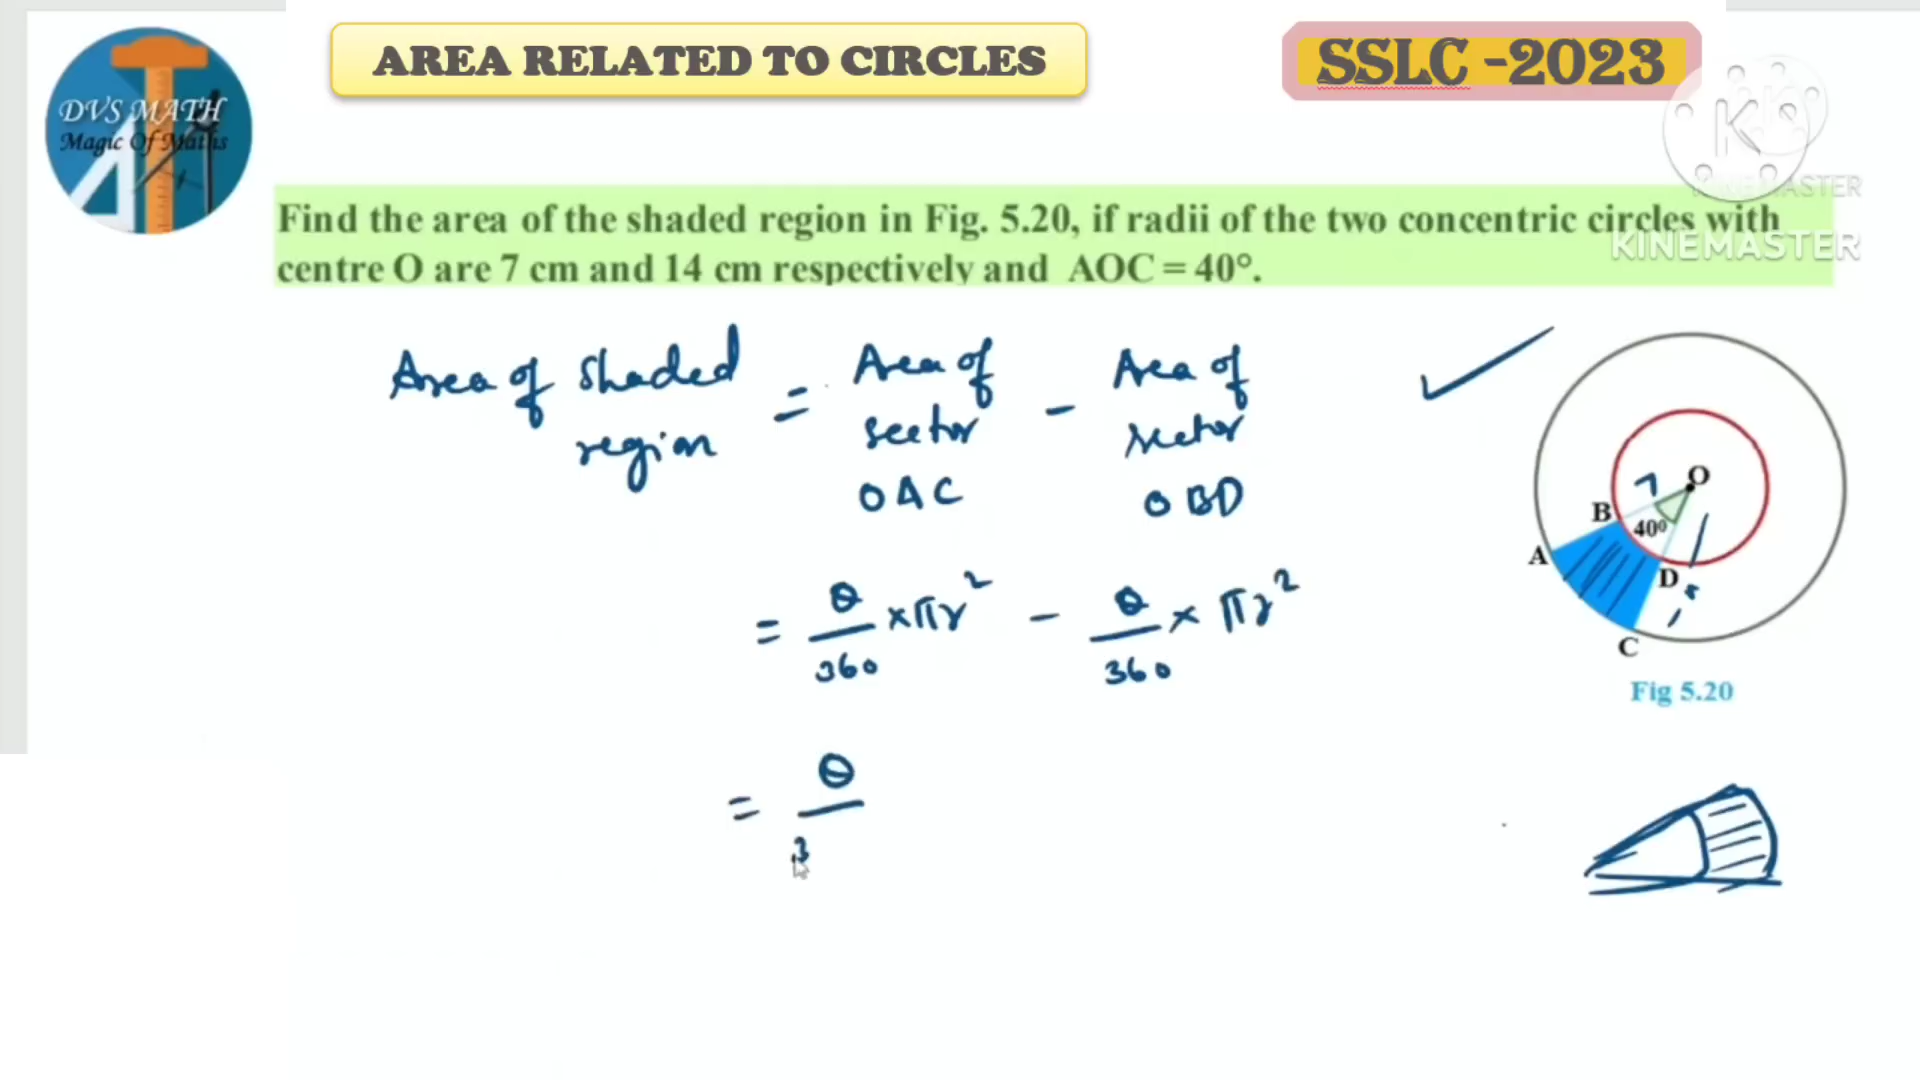 AREA RELATED TO CIRCLES
SSLC -2023
DVS MATH
Magic Of Maths
KINEMASTER
KINEMASTER
Find the area of the shaded region in Fig. 5.20, if radii of the two concentric circles with
centre O are 7 cm and 14 cm respectively and AOC = 40°.
Area of shaded region = Area of sector OAC - Area of sector OBD
= θ/360 × πr² - θ/360 × πr²
= θ/3
O
7
B
40⁰
A
D
C
Fig 5.20